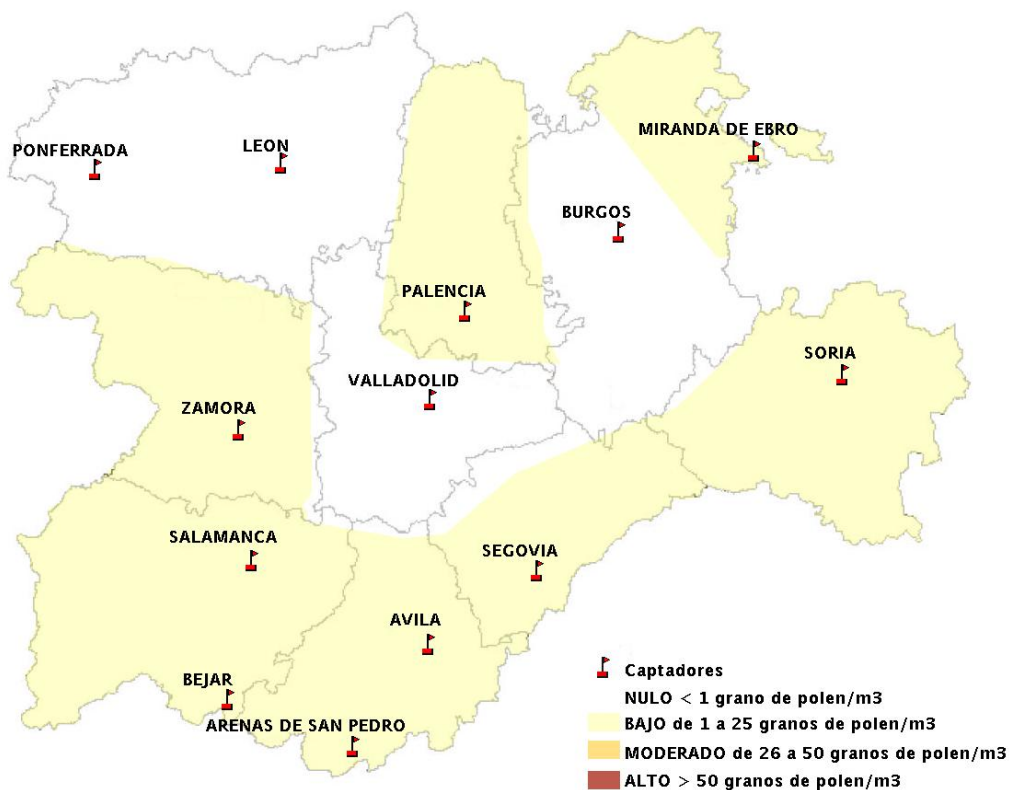 MIRANDA DE EBRO
PONFERRADA
LEON
BURGOS
PALENCIA
SORIA
VALLADOLID
ZAMORA
SALAMANCA
SEGOVIA
AVILA
BEJAR
ARENAS DE SAN PEDRO
Captadores
NULO < 1 grano de polen/m3
BAJO de 1 a 25 granos de polen/m3
MODERADO de 26 a 50 granos de polen/m3
ALTO > 50 granos de polen/m3